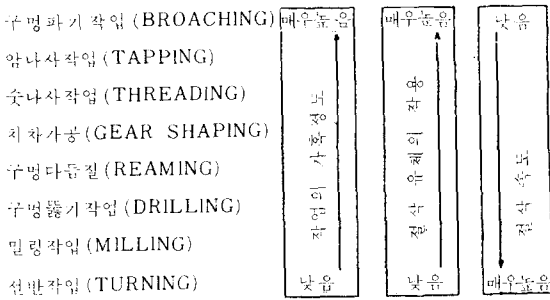 구멍파기작업 (BROACHING) 매우높음 매우높음 낮음
암나사작업 (TAPPING)
숫나사작업 (THREADING)
치차가공 (GEAR SHAPING)
구멍다듬질 (REAMING)
구멍뚫기작업 (DRILLING)
밀링작업 (MILLING)
선반작업 (TURNING) 낮음 낮음 매우높음
작업의 가혹정도
절삭 유체의 작용
절삭 속도